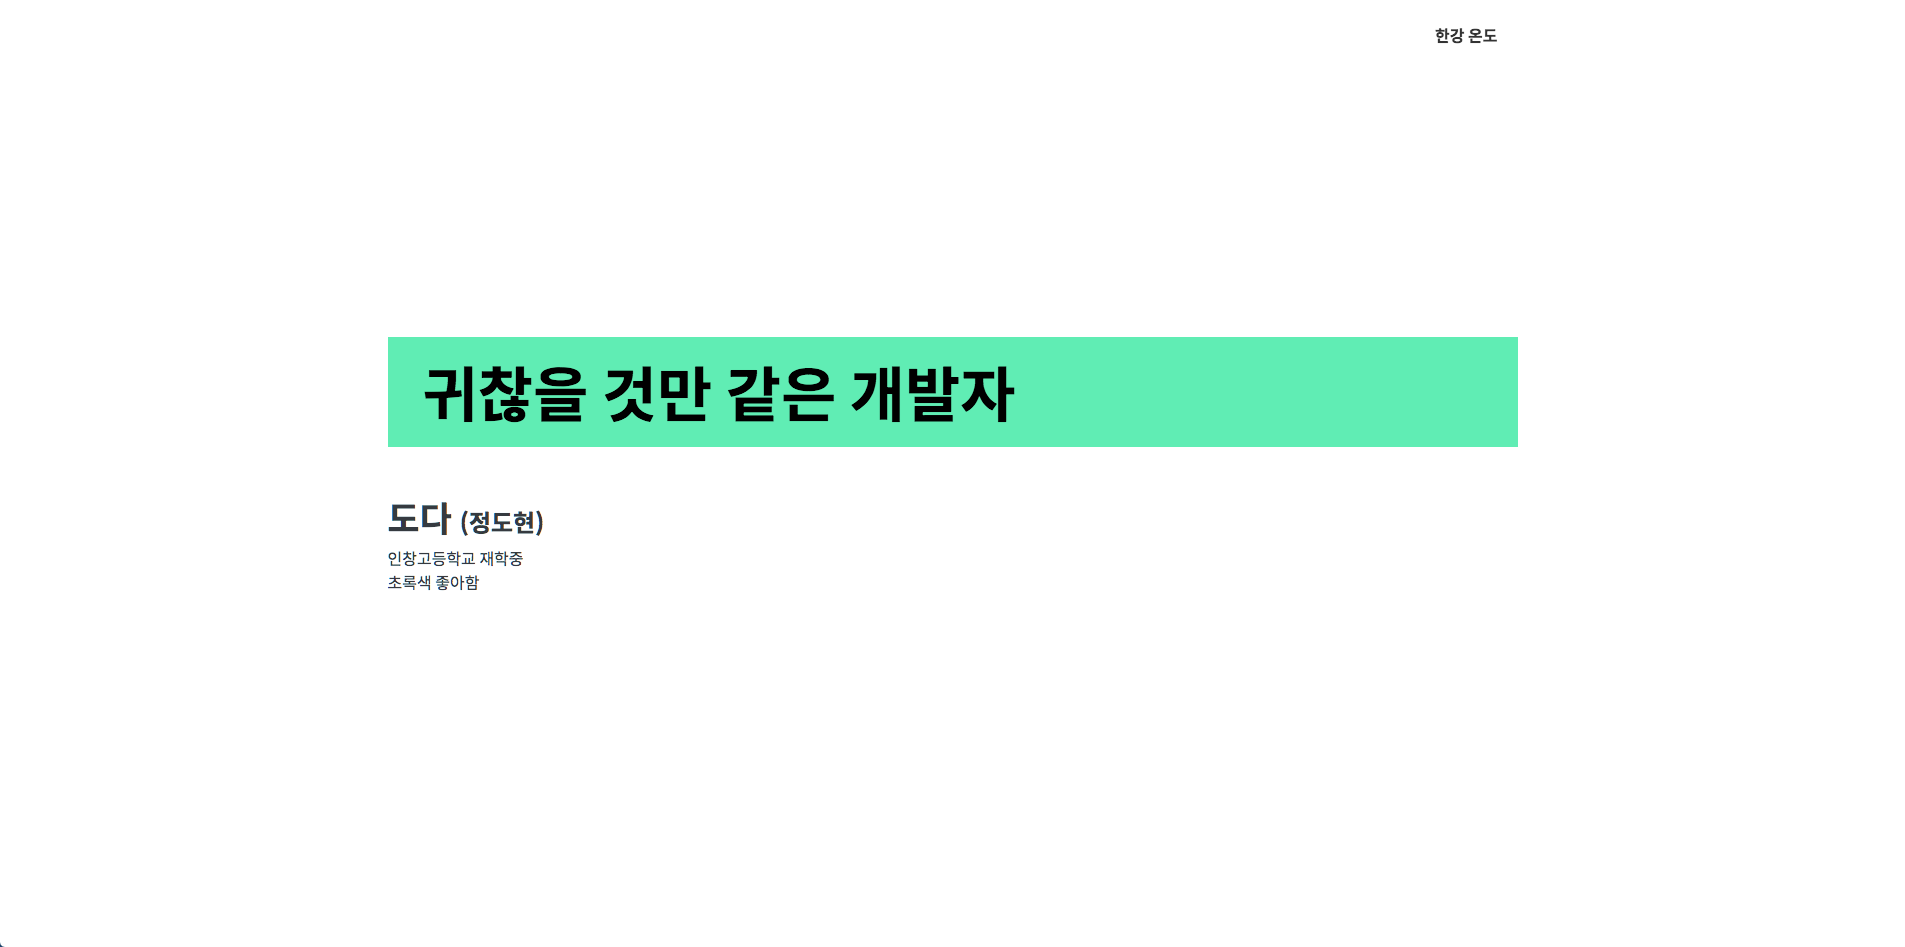 한강 온도
귀찮을 것만 같은 개발자
도다 (정도현)
인창고등학교 재학중
초록색 좋아함